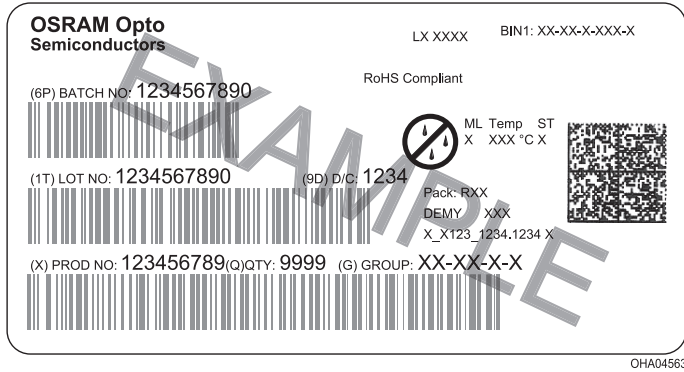 OSRAM Opto
Semiconductors
LX XXXX
BIN1: XX-XX-X-XXX-X
RoHS Compliant
(6P) BATCH NO: 1234567890
ML Temp ST
X XXX °C X
(1T) LOT NO: 1234567890 (9D) D/C: 1234
Pack: RXX
DEMY XXX
X_X123_1234.1234 X
(X) PROD NO: 123456789(Q)QTY: 9999 (G) GROUP: XX-XX-X-X
EXAMPLE
OHA04563